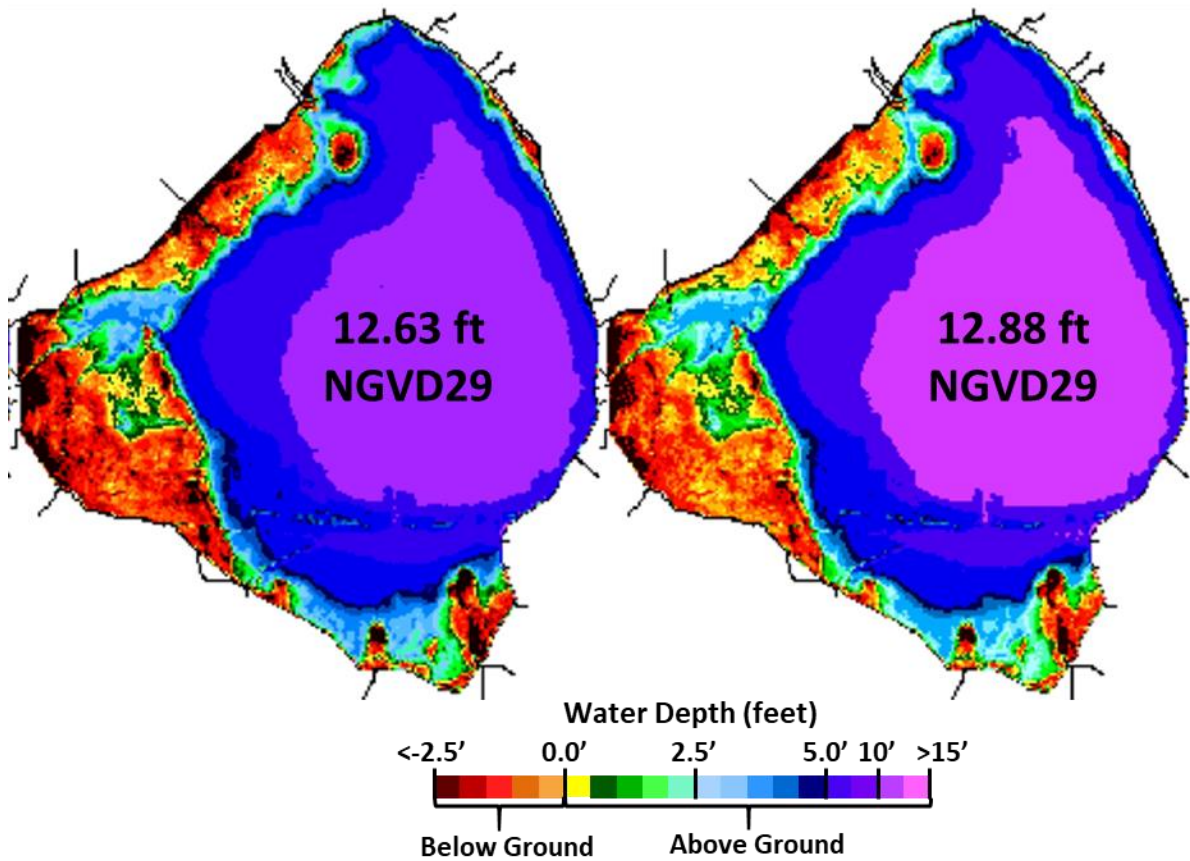 12.63 ft
NGVD29
12.88 ft
NGVD29
Water Depth (feet)
<-2.5’ 0.0’ 2.5’ 5.0’ 10’ >15’
Below Ground Above Ground